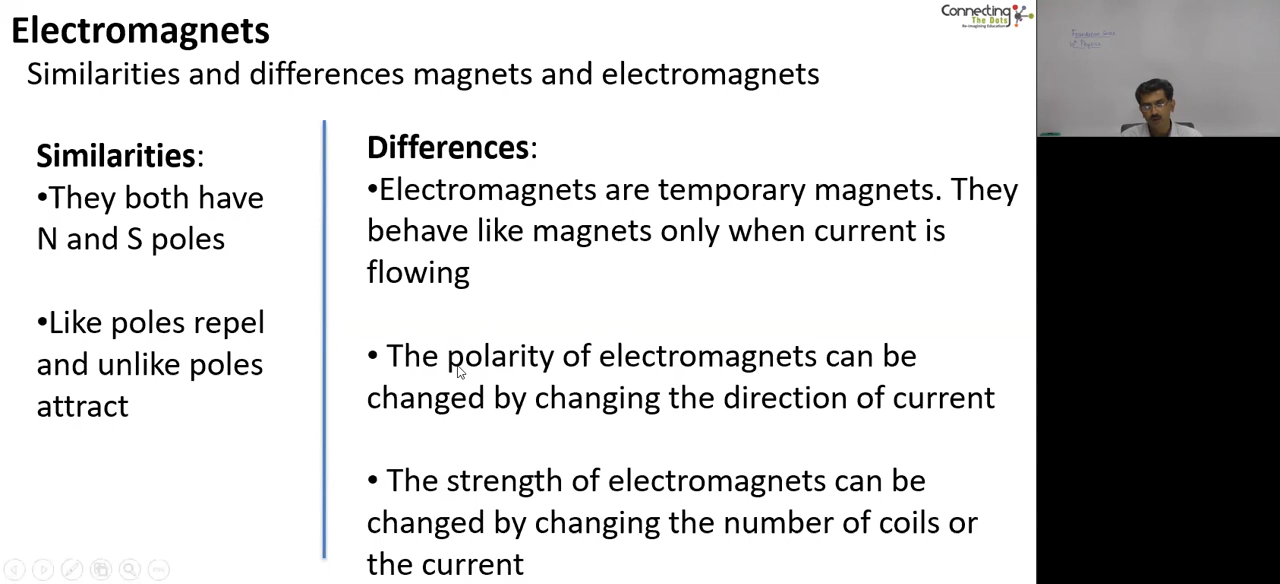 Electromagnets
Similarities and differences magnets and electromagnets
Connecting
The Dots
Similarities:
•They both have
N and S poles
•Like poles repel
and unlike poles
attract
Differences:
•Electromagnets are temporary magnets. They
behave like magnets only when current is
flowing
• The polarity of electromagnets can be
changed by changing the direction of current
• The strength of electromagnets can be
changed by changing the number of coils or
the current
Physics